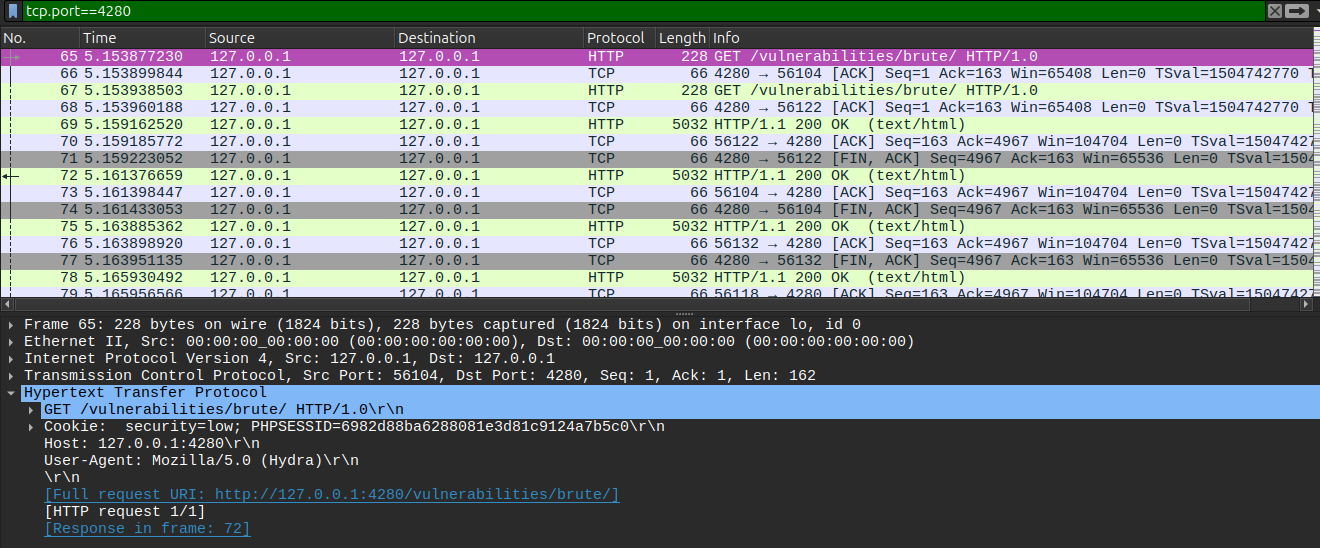 tcp.port==4280
No. Time Source Destination Protocol Length Info
65 5.153877230 127.0.0.1 127.0.0.1 HTTP 228 GET /vulnerabilities/brute/ HTTP/1.0
66 5.153899844 127.0.0.1 127.0.0.1 TCP 66 4280 → 56104 [ACK] Seq=1 Ack=163 Win=65408 Len=0 TSval=1504742770 T
67 5.153938503 127.0.0.1 127.0.0.1 HTTP 228 GET /vulnerabilities/brute/ HTTP/1.0
68 5.153960188 127.0.0.1 127.0.0.1 TCP 66 4280 → 56122 [ACK] Seq=1 Ack=163 Win=65408 Len=0 TSval=1504742770 T
69 5.159162520 127.0.0.1 127.0.0.1 HTTP 5032 HTTP/1.1 200 OK (text/html)
70 5.159185772 127.0.0.1 127.0.0.1 TCP 66 56122 → 4280 [ACK] Seq=163 Ack=4967 Win=104704 Len=0 TSval=15047427
71 5.159223052 127.0.0.1 127.0.0.1 TCP 66 4280 → 56122 [FIN, ACK] Seq=4967 Ack=163 Win=65536 Len=0 TSval=1504
72 5.161376659 127.0.0.1 127.0.0.1 HTTP 5032 HTTP/1.1 200 OK (text/html)
73 5.161398447 127.0.0.1 127.0.0.1 TCP 66 56104 → 4280 [ACK] Seq=163 Ack=4967 Win=104704 Len=0 TSval=15047427
74 5.161433053 127.0.0.1 127.0.0.1 TCP 66 4280 → 56104 [FIN, ACK] Seq=4967 Ack=163 Win=65536 Len=0 TSval=1504
75 5.163885362 127.0.0.1 127.0.0.1 HTTP 5032 HTTP/1.1 200 OK (text/html)
76 5.163898920 127.0.0.1 127.0.0.1 TCP 66 56132 → 4280 [ACK] Seq=163 Ack=4967 Win=104704 Len=0 TSval=15047427
77 5.163951135 127.0.0.1 127.0.0.1 TCP 66 4280 → 56132 [FIN, ACK] Seq=4967 Ack=163 Win=65536 Len=0 TSval=1504
78 5.165930492 127.0.0.1 127.0.0.1 HTTP 5032 HTTP/1.1 200 OK (text/html)
79 5.165956566 127.0.0.1 127.0.0.1 TCP 66 56118 → 4280 [ACK] Seq=163 Ack=4967 Win=104704 Len=0 TSval=15047427
Frame 65: 228 bytes on wire (1824 bits), 228 bytes captured (1824 bits) on interface lo, id 0
Ethernet II, Src: 00:00:00_00:00:00 (00:00:00:00:00:00), Dst: 00:00:00_00:00:00 (00:00:00:00:00:00)
Internet Protocol Version 4, Src: 127.0.0.1, Dst: 127.0.0.1
Transmission Control Protocol, Src Port: 56104, Dst Port: 4280, Seq: 1, Ack: 1, Len: 162
Hypertext Transfer Protocol
GET /vulnerabilities/brute/ HTTP/1.0\r\n
Cookie:  security=low; PHPSESSID=6982d88ba6288081e3d81c9124a7b5c0\r\n
Host: 127.0.0.1:4280\r\n
User-Agent: Mozilla/5.0 (Hydra)\r\n
\r\n
[Full request URI: http://127.0.0.1:4280/vulnerabilities/brute/]
[HTTP request 1/1]
[Response in frame: 72]